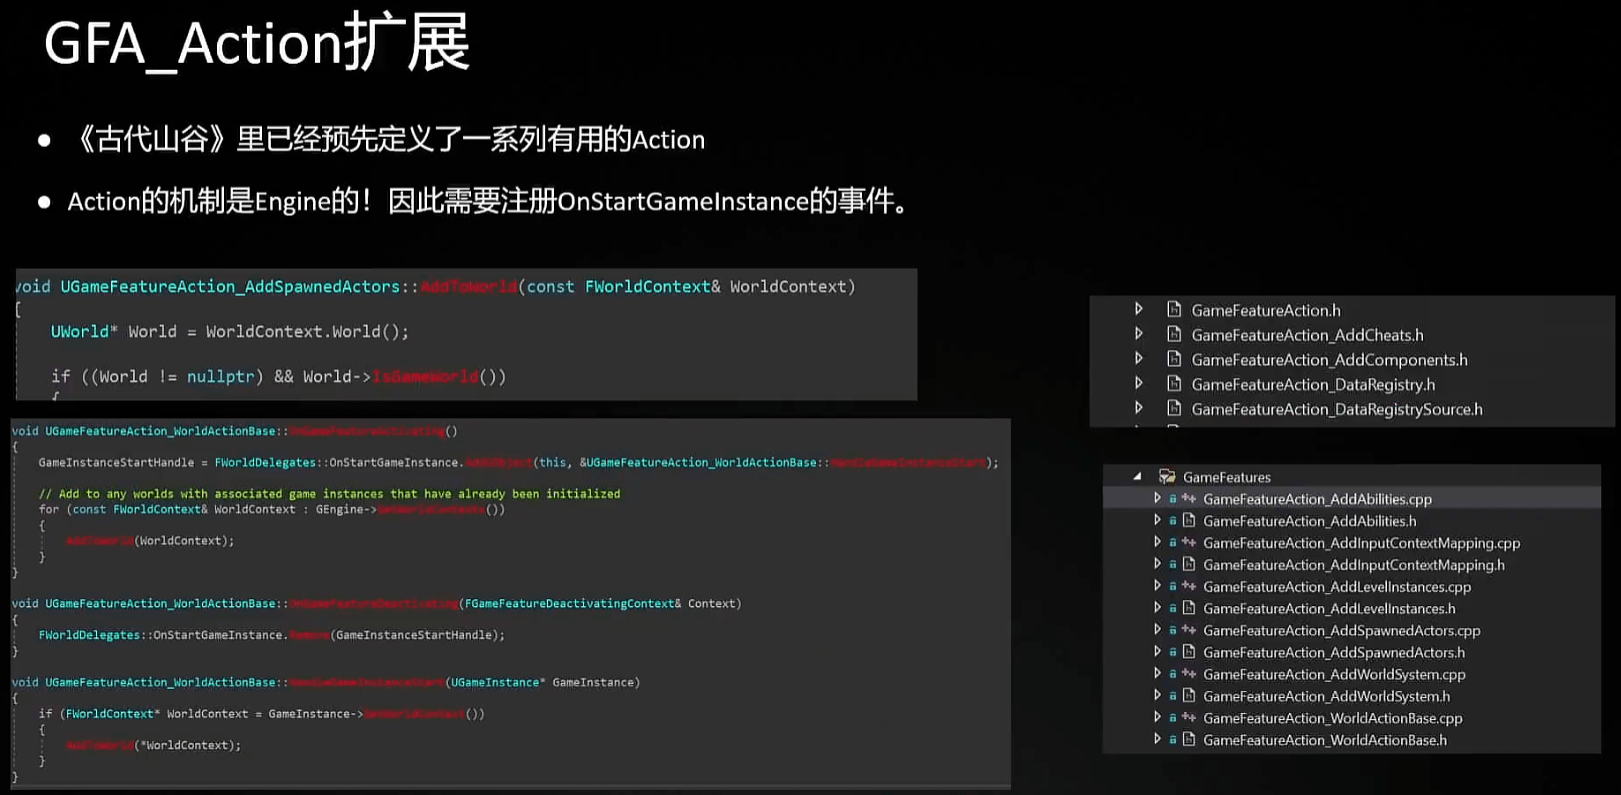 GFA_Action扩展
● 《古代山谷》里已经预先定义了一系列有用的Action
● Action的机制是Engine的！因此需要注册OnStartGameInstance的事件。
void UGameFeatureAction_AddSpawnedActors::AddToWorld(const FWorldContext& WorldContext)
{
UWorld* World = WorldContext.World();
if ((World != nullptr) && World->IsGameWorld())
{
void UGameFeatureAction_WorldActionBase::OnGameFeatureActivating()
{
GameInstanceStartHandle = FWorldDelegates::OnStartGameInstance.AddUObject(this, &UGameFeatureAction_WorldActionBase::HandleGameInstanceStart);
// Add to any worlds with associated game instances that have already been initialized
for (const FWorldContext& WorldContext : GEngine->GetWorldContexts())
{
AddToWorld(WorldContext);
}
}
void UGameFeatureAction_WorldActionBase::OnGameFeatureDeactivating(FGameFeatureDeactivatingContext& Context)
{
FWorldDelegates::OnStartGameInstance.Remove(GameInstanceStartHandle);
}
void UGameFeatureAction_WorldActionBase::HandleGameInstanceStart(UGameInstance* GameInstance)
{
if (FWorldContext* WorldContext = GameInstance->GetWorldContext())
{
AddToWorld(*WorldContext);
}
}
GameFeatureAction.h
GameFeatureAction_AddCheats.h
GameFeatureAction_AddComponents.h
GameFeatureAction_DataRegistry.h
GameFeatureAction_DataRegistrySource.h
GameFeatures
GameFeatureAction_AddAbilities.cpp
GameFeatureAction_AddAbilities.h
GameFeatureAction_AddInputContextMapping.cpp
GameFeatureAction_AddInputContextMapping.h
GameFeatureAction_AddLevelInstances.cpp
GameFeatureAction_AddLevelInstances.h
GameFeatureAction_AddSpawnedActors.cpp
GameFeatureAction_AddSpawnedActors.h
GameFeatureAction_AddWorldSystem.cpp
GameFeatureAction_AddWorldSystem.h
GameFeatureAction_WorldActionBase.cpp
GameFeatureAction_WorldActionBase.h